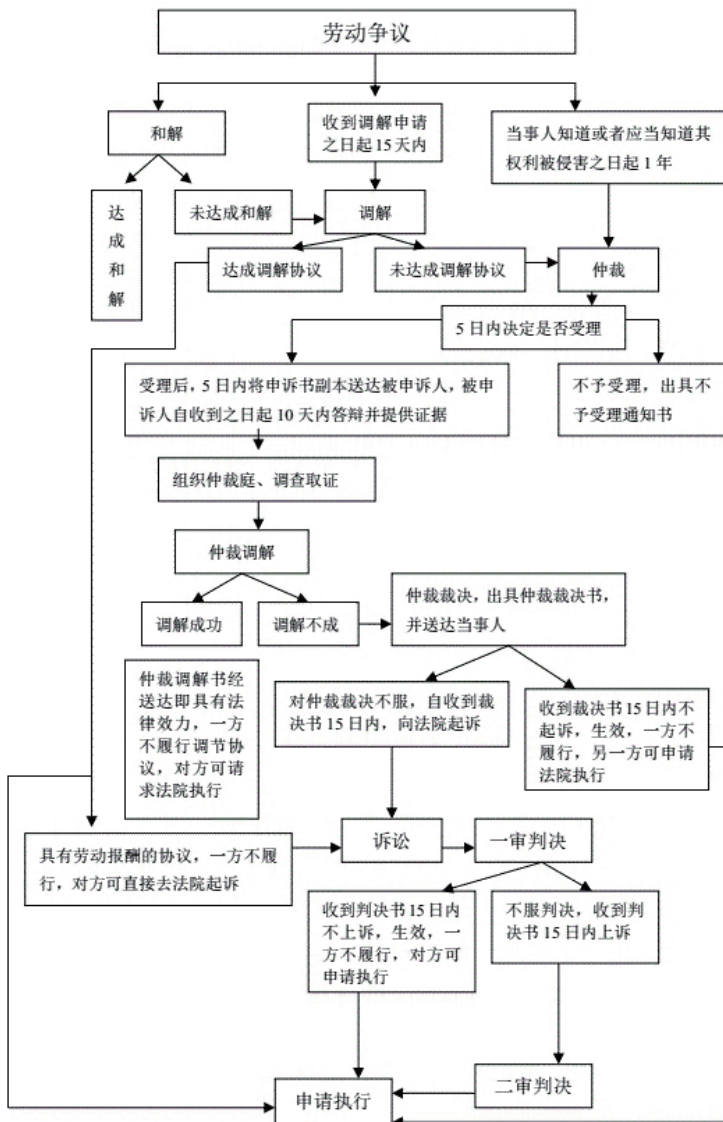 劳动争议
和解
收到调解申请
之日起 15 天内
当事人知道或者应当知道其
权利被侵害之日起 1 年
达
成
和
解
未达成和解
调解
达成调解协议
未达成调解协议
仲裁
5 日内决定是否受理
受理后，5 日内将申诉书副本送达被申诉人，被申
诉人自收到之日起 10 天内答辩并提供证据
不予受理，出具不
予受理通知书
组织仲裁庭、调查取证
仲裁调解
调解成功
调解不成
仲裁裁决，出具仲裁裁决书，
并送达当事人
仲裁调解书经
送达即具有法
律效力，一方
不履行调节协
议，对方可请
求法院执行
对仲裁裁决不服，自收到裁
决书 15 日内，向法院起诉
收到裁决书 15 日内不
起诉，生效，一方不
履行，另一方可申请
法院执行
具有劳动报酬的协议，一方不履
行，对方可直接去法院起诉
诉讼
一审判决
收到判决书 15 日内
不上诉，生效，一
方不履行，对方可
申请执行
不服判决，收到判
决书 15 日内上诉
二审判决
申请执行